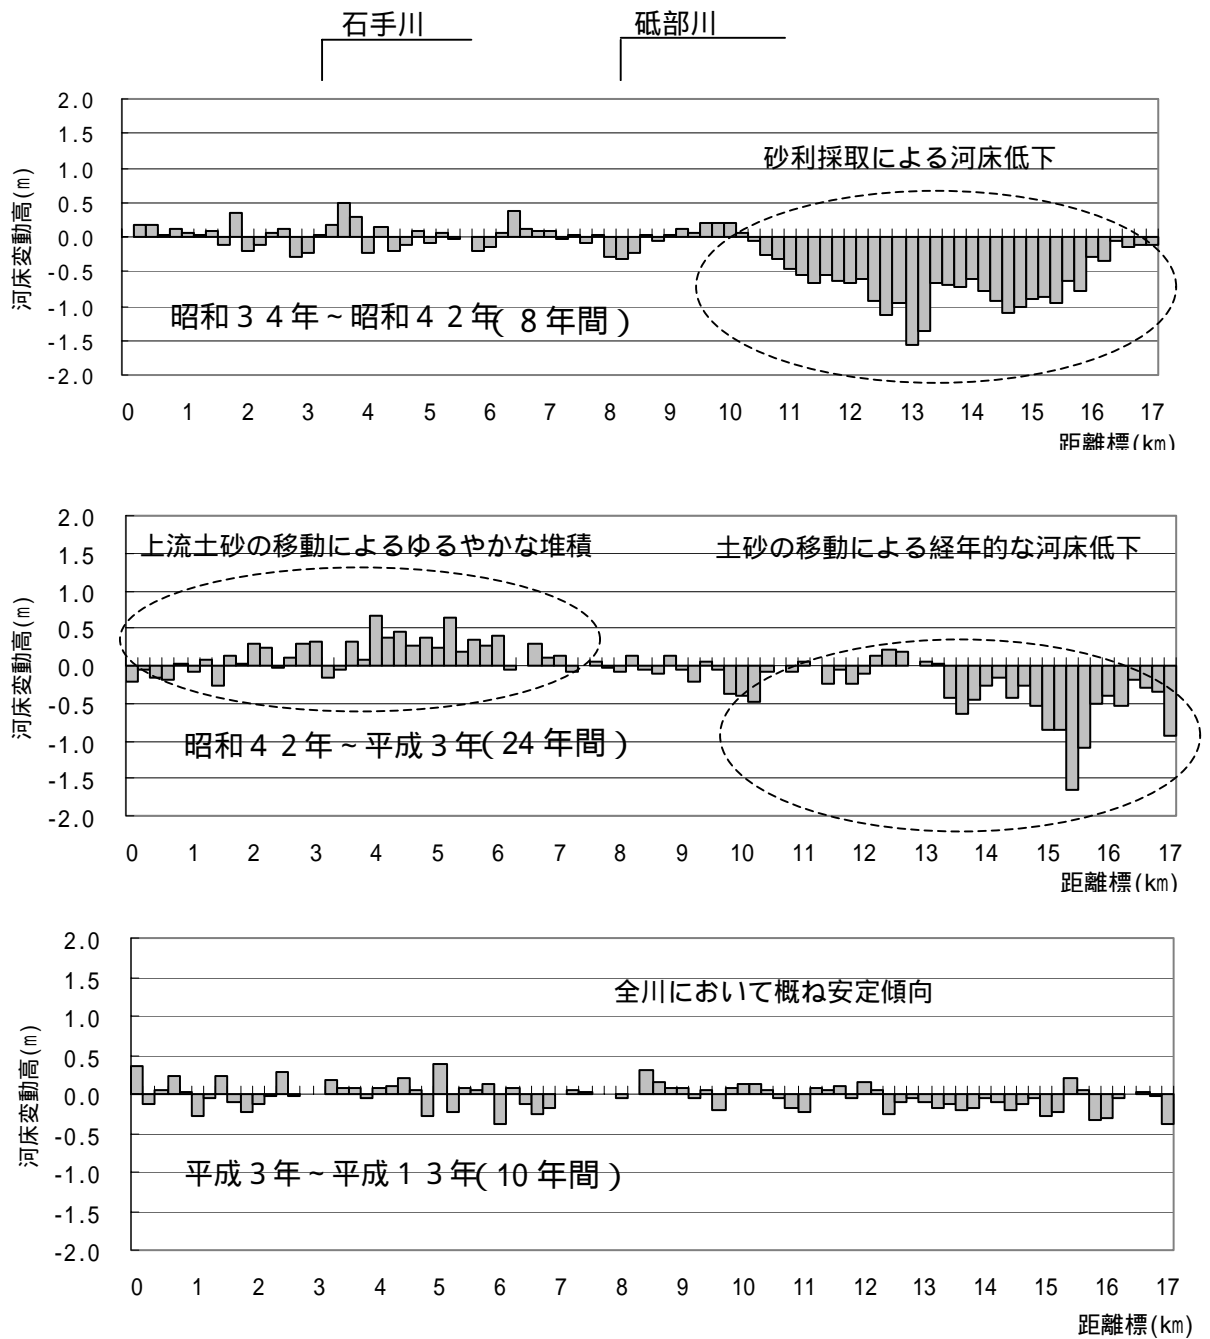 石手川 砥部川
2.0
1.5
1.0
0.5
0.0
-0.5
-1.0
-1.5
-2.0
河床変動高(m)
砂利採取による河床低下
昭和34年~昭和42年(8年間)
0 1 2 3 4 5 6 7 8 9 10 11 12 13 14 15 16 17
距離標(km)
2.0
1.5
1.0
0.5
0.0
-0.5
-1.0
-1.5
-2.0
河床変動高(m)
上流土砂の移動によるゆるやかな堆積 土砂の移動による経年的な河床低下
昭和42年~平成3年(24年間)
0 1 2 3 4 5 6 7 8 9 10 11 12 13 14 15 16 17
距離標(km)
2.0
1.5
1.0
0.5
0.0
-0.5
-1.0
-1.5
-2.0
河床変動高(m)
全川において概ね安定傾向
平成3年~平成13年(10年間)
0 1 2 3 4 5 6 7 8 9 10 11 12 13 14 15 16 17
距離標(km)